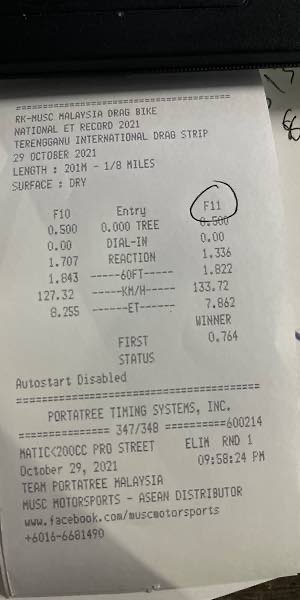 ==================================
RK-MUSC MALAYSIA DRAG BIKE
NATIONAL ET RECORD 2021
TERENGGANU INTERNATIONAL DRAG STRIP
29 OCTOBER 2021
LENGTH : 201M - 1/8 MILES
SURFACE : DRY
F10 Entry F11
0.500 0.000 TREE 0.500
0.00 DIAL-IN 0.00
1.707 REACTION 1.336
1.843 -----60FT----- 1.822
127.32 -----KM/H----- 133.72
8.255 ------ET------ 7.862
WINNER
FIRST 0.764
STATUS
Autostart Disabled
==================================
PORTATREE TIMING SYSTEMS, INC.
=============== 347/348 ==========600214
MATIC<200CC PRO STREET ELIM RND 1
October 29, 2021 09:58:24 PM
TEAM PORTATREE MALAYSIA
MUSC MOTORSPORTS - ASEAN DISTRIBUTOR
www.facebook.com/muscmotorsports
+6016-6681490